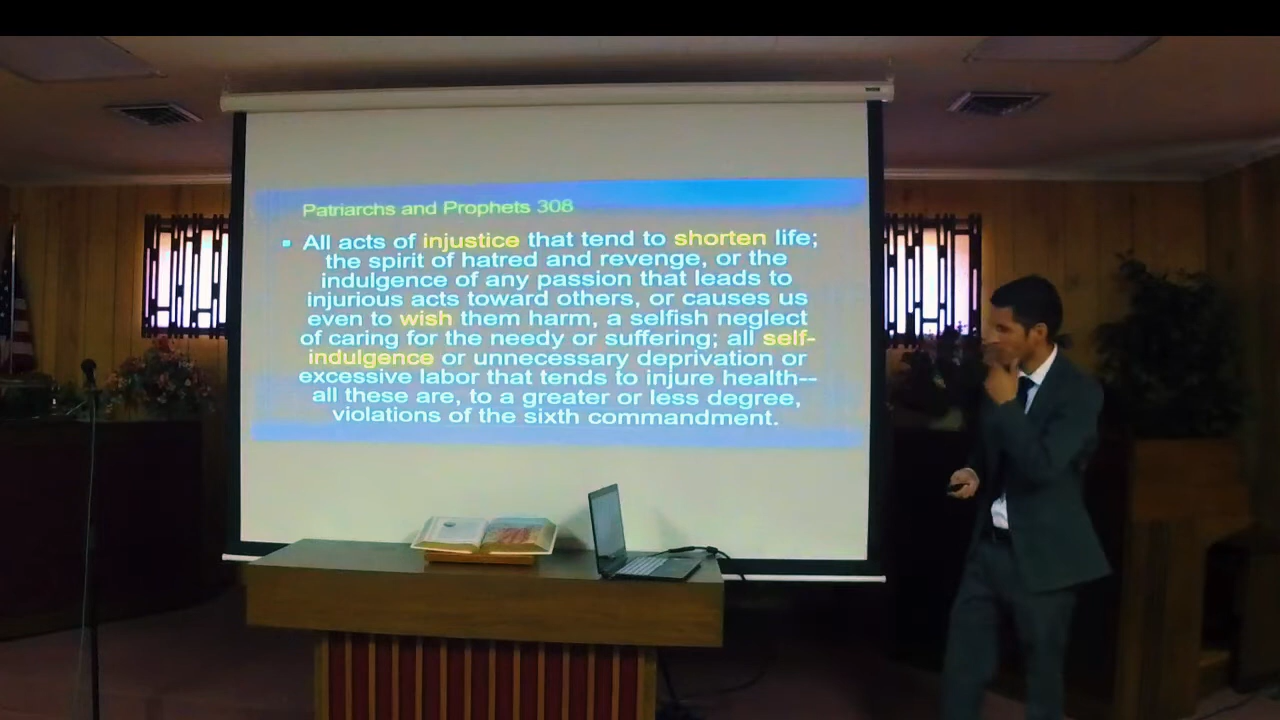 Patriarchs and Prophets 308
▪ All acts of injustice that tend to shorten life;
the spirit of hatred and revenge, or the
indulgence of any passion that leads to
injurious acts toward others, or causes us
even to wish them harm, a selfish neglect
of caring for the needy or suffering; all self-
indulgence or unnecessary deprivation or
excessive labor that tends to injure health--
all these are, to a greater or less degree,
violations of the sixth commandment.